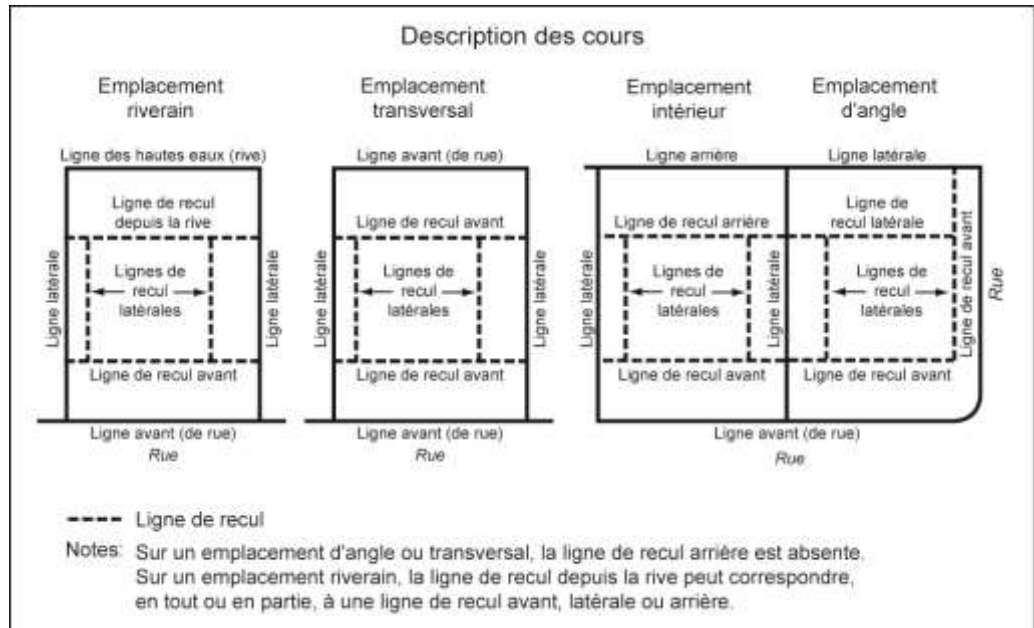 Description des cours
Emplacement
riverain
Ligne des hautes eaux (rive)
Ligne de recul
depuis la rive
Ligne latérale
Lignes de
recul
latérales
Ligne latérale
Ligne de recul avant
Ligne avant (de rue)
Rue
Emplacement
transversal
Ligne avant (de rue)
Ligne de recul avant
Ligne latérale
Lignes de
recul
latérales
Ligne latérale
Ligne de recul avant
Ligne avant (de rue)
Rue
Emplacement
intérieur
Ligne arrière
Ligne de recul arrière
Ligne latérale
Lignes de
recul
latérales
Ligne latérale
Ligne de recul avant
Emplacement
d'angle
Ligne latérale
Ligne de
recul latérale
Lignes de
recul
latérales
Ligne de recul avant
Rue
Ligne de recul avant
Ligne avant (de rue)
Rue
Ligne de recul
Notes: Sur un emplacement d'angle ou transversal, la ligne de recul arrière est absente.
Sur un emplacement riverain, la ligne de recul depuis la rive peut correspondre,
en tout ou en partie, à une ligne de recul avant, latérale ou arrière.